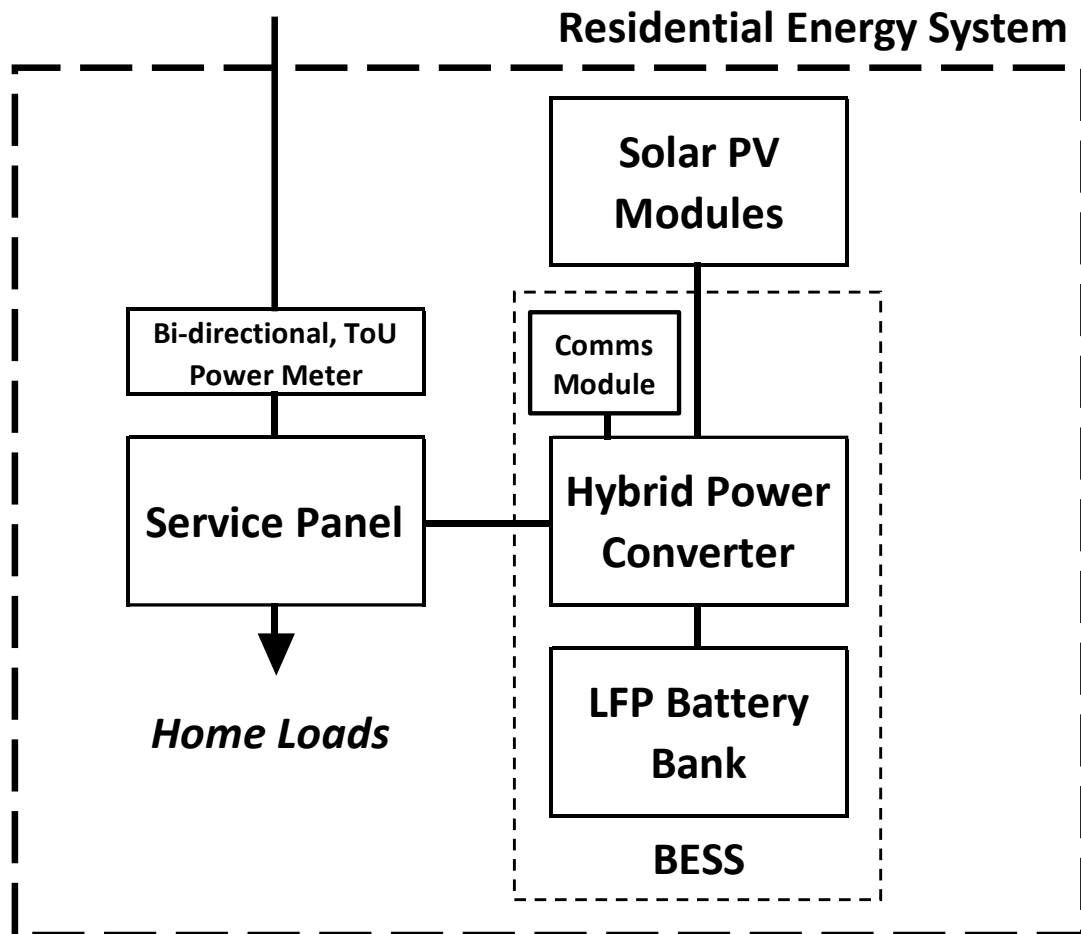 Residential Energy System
Solar PV
Modules
Bi-directional, ToU
Power Meter
Comms
Module
Service Panel
Hybrid Power
Converter
Home Loads
LFP Battery
Bank
BESS